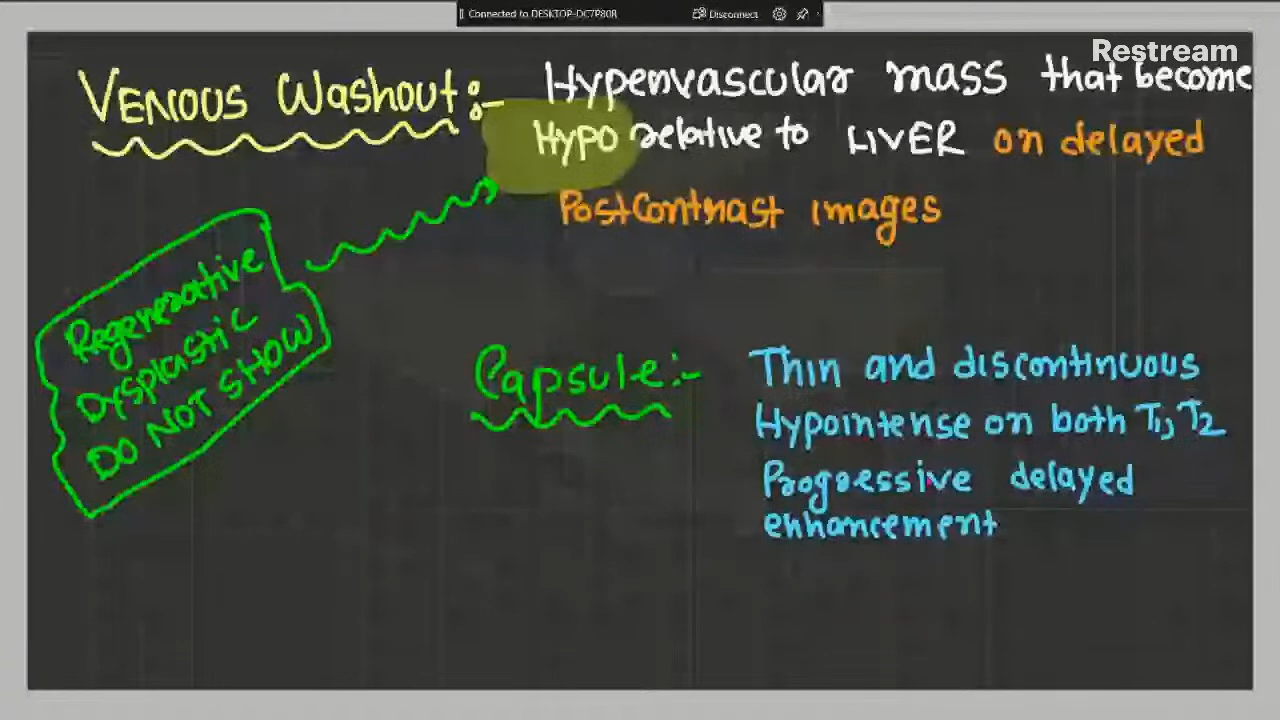 Connected to DESKTOP-DC7P80R Disconnect
Restream
VENOUS Washout:- Hypervascular mass that become
Hypo relative to LIVER on delayed
PostContrast images
Regenerative
Dysplastic
DO NOT SHOW
Capsule:- Thin and discontinuous
Hypointense on both T1, T2
Progressive delayed
enhancement